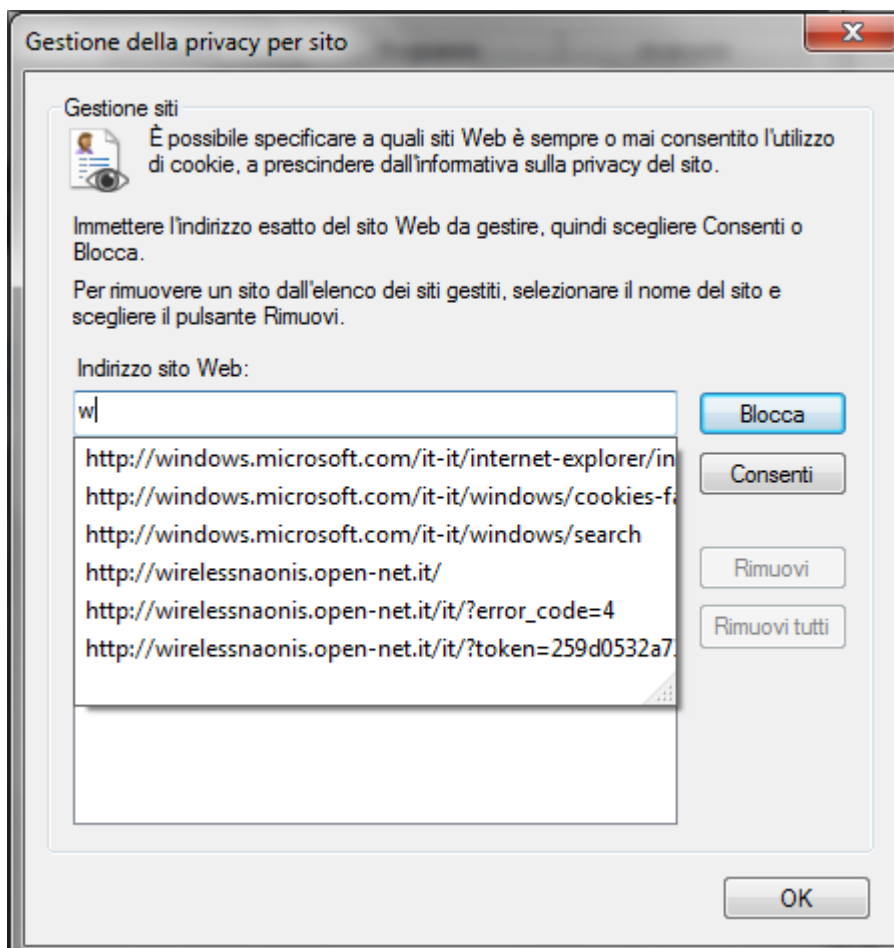 Gestione della privacy per sito
Gestione siti
È possibile specificare a quali siti Web è sempre o mai consentito l'utilizzo
di cookie, a prescindere dall'informativa sulla privacy del sito.
Immettere l'indirizzo esatto del sito Web da gestire, quindi scegliere Consenti o
Blocca.
Per rimuovere un sito dall'elenco dei siti gestiti, selezionare il nome del sito e
scegliere il pulsante Rimuovi.
Indirizzo sito Web:
w
Blocca
http://windows.microsoft.com/it-it/internet-explorer/in
Consenti
http://windows.microsoft.com/it-it/windows/cookies-fa
http://windows.microsoft.com/it-it/windows/search
http://wirelessnaonis.open-net.it/
Rimuovi
http://wirelessnaonis.open-net.it/it/?error_code=4
Rimuovi tutti
http://wirelessnaonis.open-net.it/it/?token=259d0532a7
OK